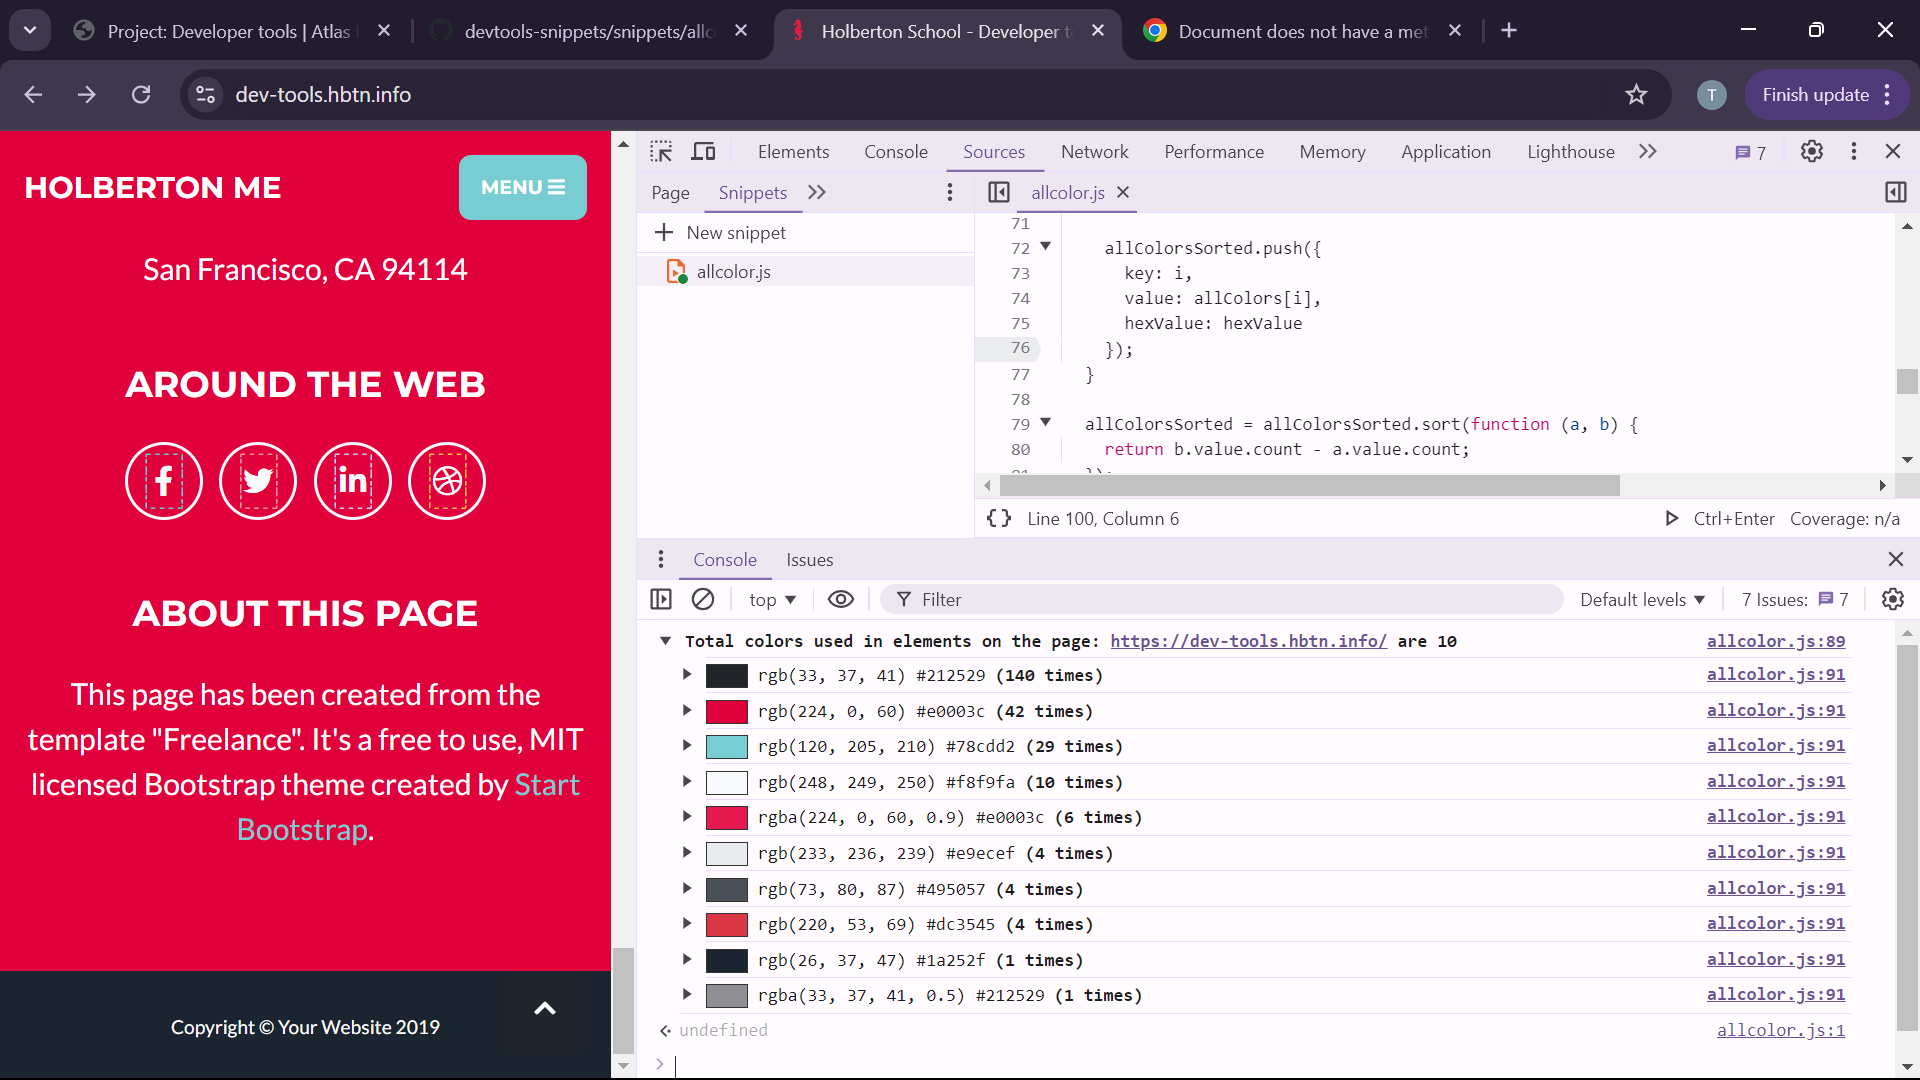 Project: Developer tools | Atlas
devtools-snippets/snippets/allc
Holberton School - Developer t
Document does not have a met
dev-tools.hbtn.info
T
Finish update
HOLBERTON ME
MENU
San Francisco, CA 94114
AROUND THE WEB
ABOUT THIS PAGE
This page has been created from the
template "Freelance". It's a free to use, MIT
licensed Bootstrap theme created by Start
Bootstrap.
Copyright © Your Website 2019
Elements Console Sources Network Performance Memory Application Lighthouse 7
Page Snippets
New snippet
allcolor.js
allcolor.js
71
72 allColorsSorted.push({
73 key: i,
74 value: allColors[i],
75 hexValue: hexValue
76 });
77 }
78
79 allColorsSorted = allColorsSorted.sort(function (a, b) {
80 return b.value.count - a.value.count;
{} Line 100, Column 6 Ctrl+Enter Coverage: n/a
Console Issues
top Filter Default levels 7 Issues: 7
Total colors used in elements on the page: https://dev-tools.hbtn.info/ are 10 allcolor.js:89
rgb(33, 37, 41) #212529 (140 times) allcolor.js:91
rgb(224, 0, 60) #e0003c (42 times) allcolor.js:91
rgb(120, 205, 210) #78cdd2 (29 times) allcolor.js:91
rgb(248, 249, 250) #f8f9fa (10 times) allcolor.js:91
rgba(224, 0, 60, 0.9) #e0003c (6 times) allcolor.js:91
rgb(233, 236, 239) #e9ecef (4 times) allcolor.js:91
rgb(73, 80, 87) #495057 (4 times) allcolor.js:91
rgb(220, 53, 69) #dc3545 (4 times) allcolor.js:91
rgb(26, 37, 47) #1a252f (1 times) allcolor.js:91
rgba(33, 37, 41, 0.5) #212529 (1 times) allcolor.js:91
undefined allcolor.js:1